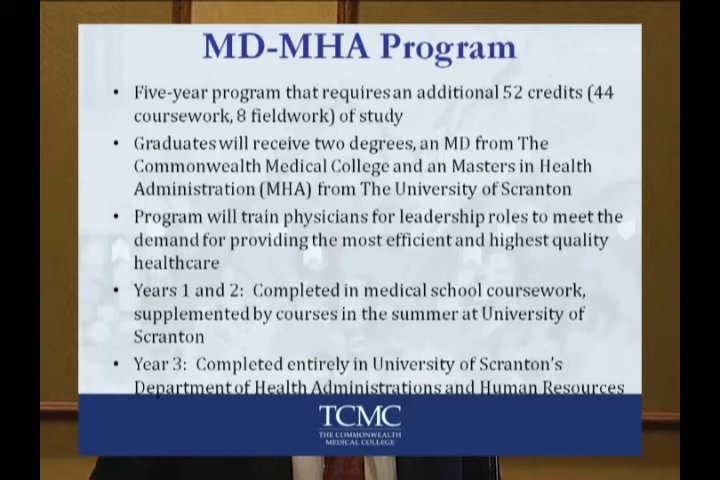 MD-MHA Program
• Five-year program that requires an additional 52 credits (44
coursework, 8 fieldwork) of study
• Graduates will receive two degrees, an MD from The
Commonwealth Medical College and an Masters in Health
Administration (MHA) from The University of Scranton
• Program will train physicians for leadership roles to meet the
demand for providing the most efficient and highest quality
healthcare
• Years 1 and 2: Completed in medical school coursework,
supplemented by courses in the summer at University of
Scranton
• Year 3: Completed entirely in University of Scranton's
Department of Health Administrations and Human Resources
TCMC
THE COMMONWEALTH
MEDICAL COLLEGE